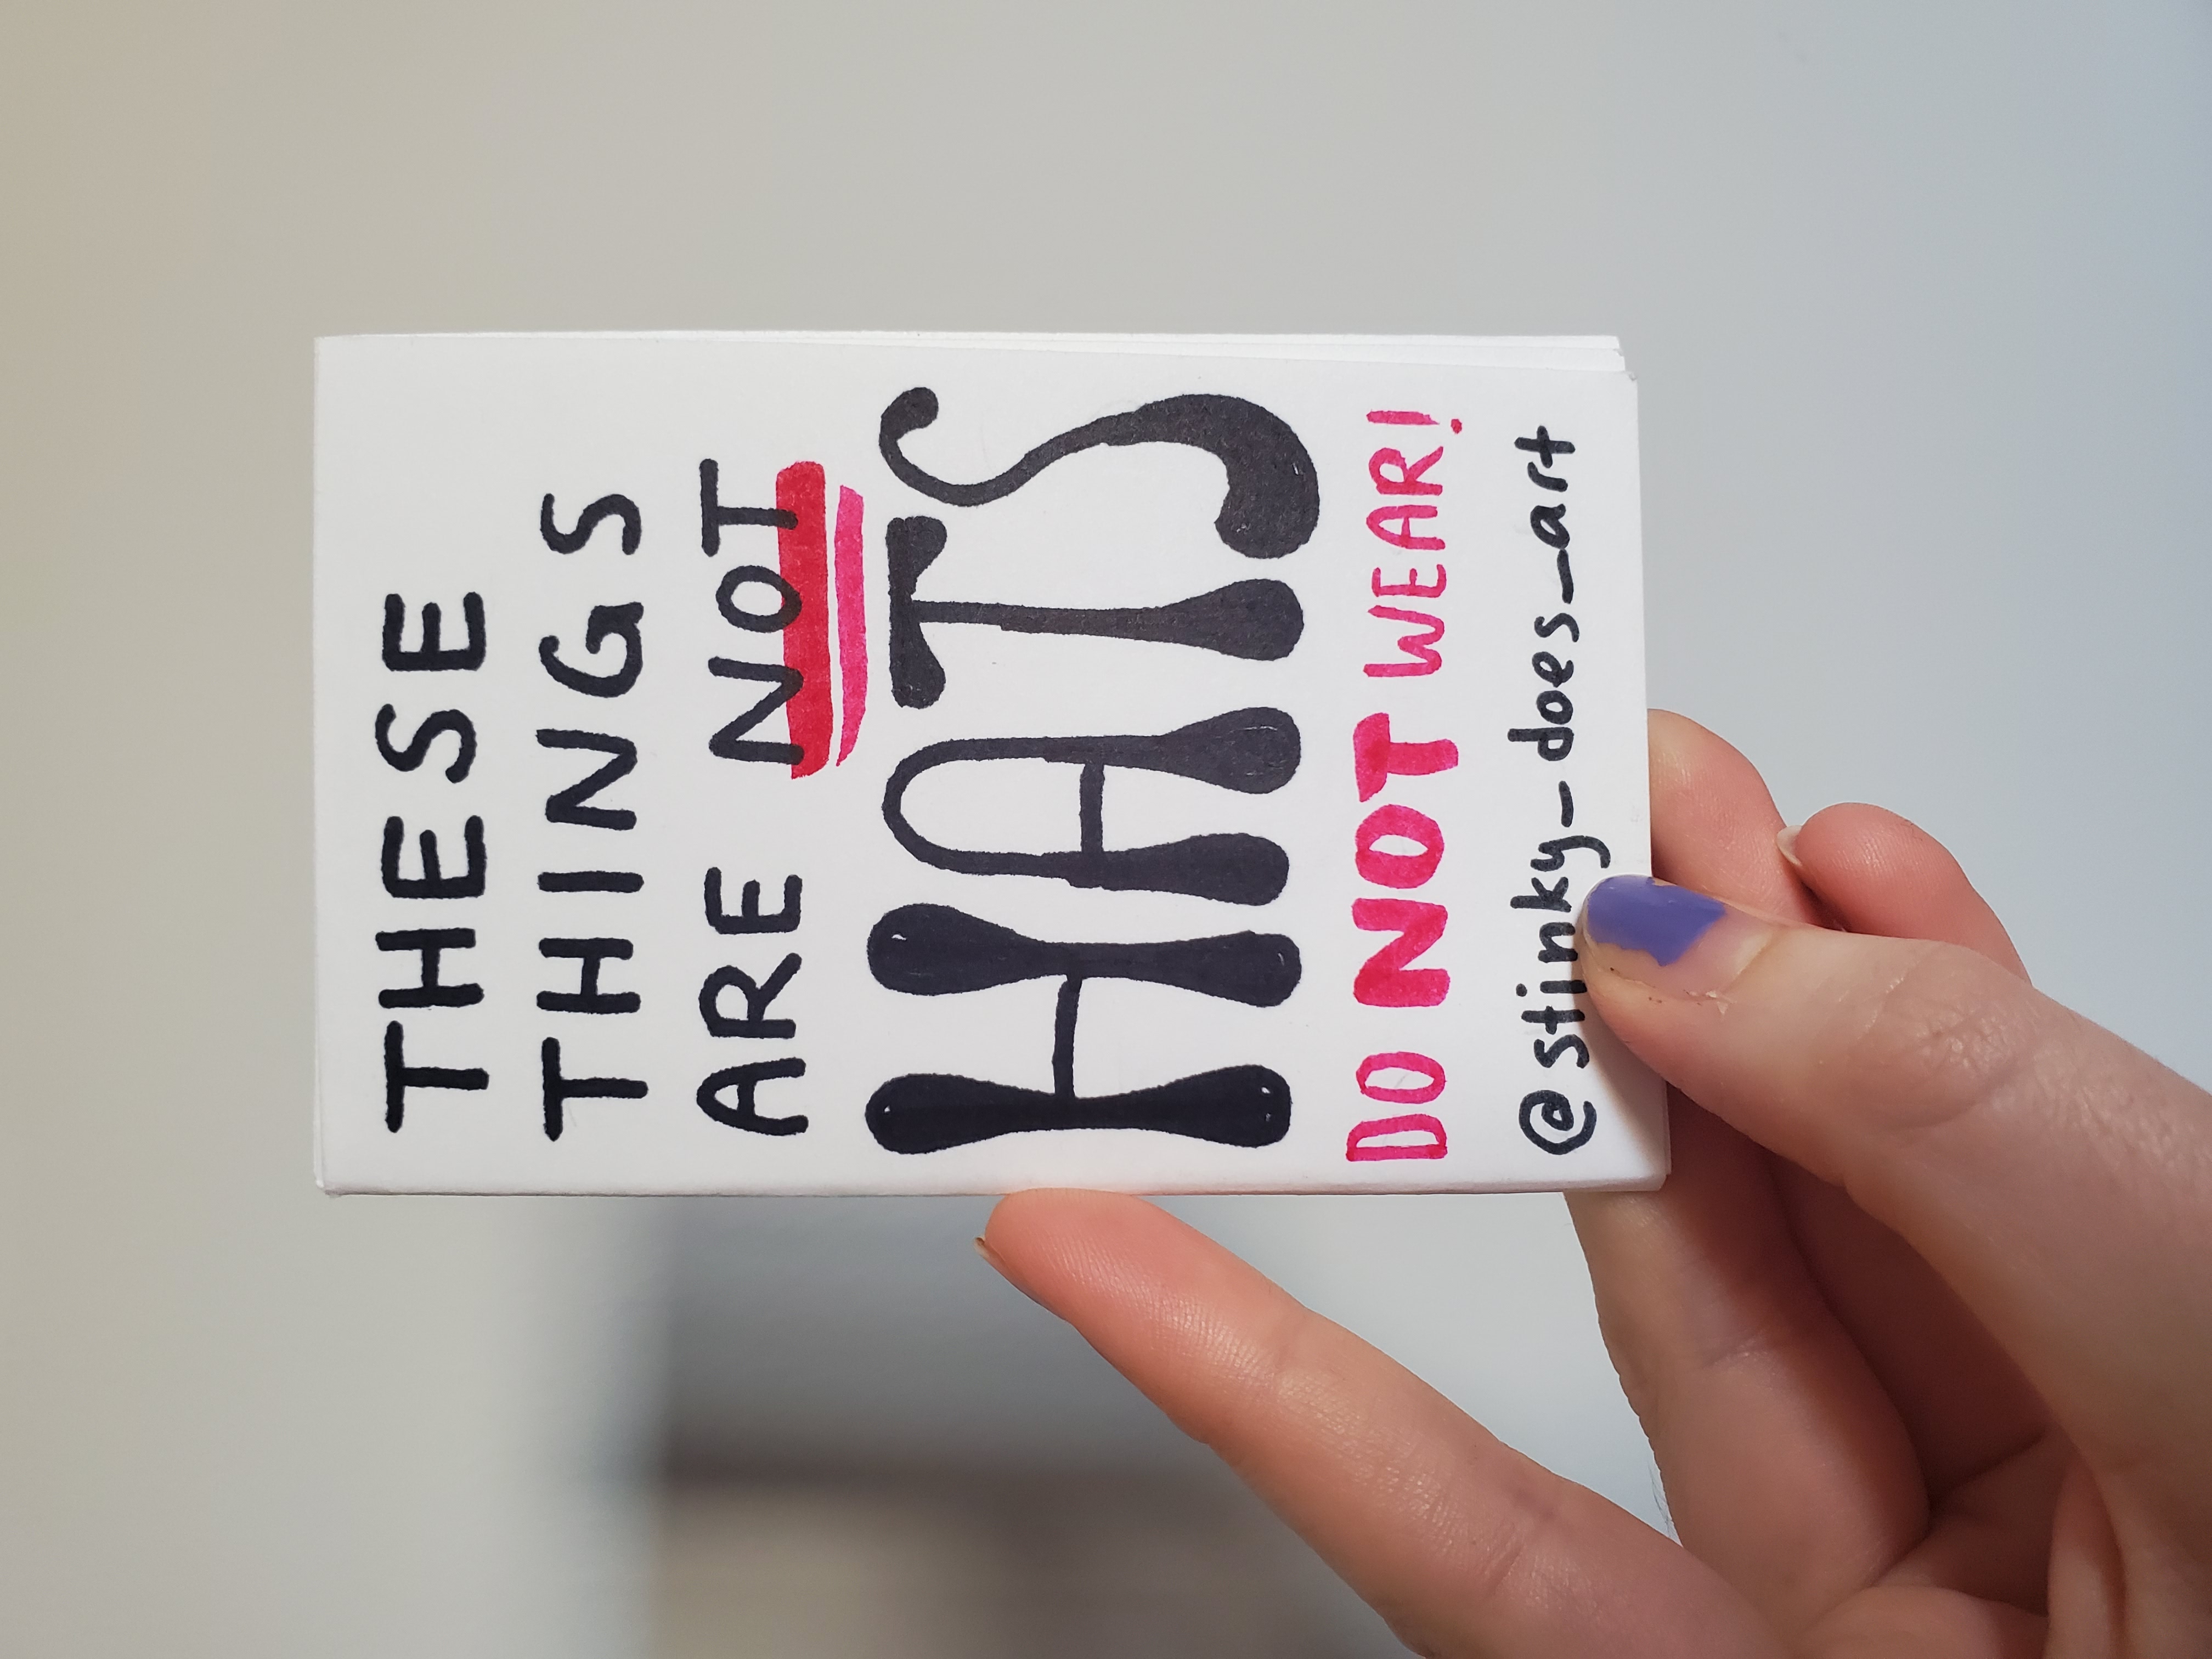 THESE
THINGS
ARE NOT
HATS
DO NOT WEAR!
@stinky_does_art